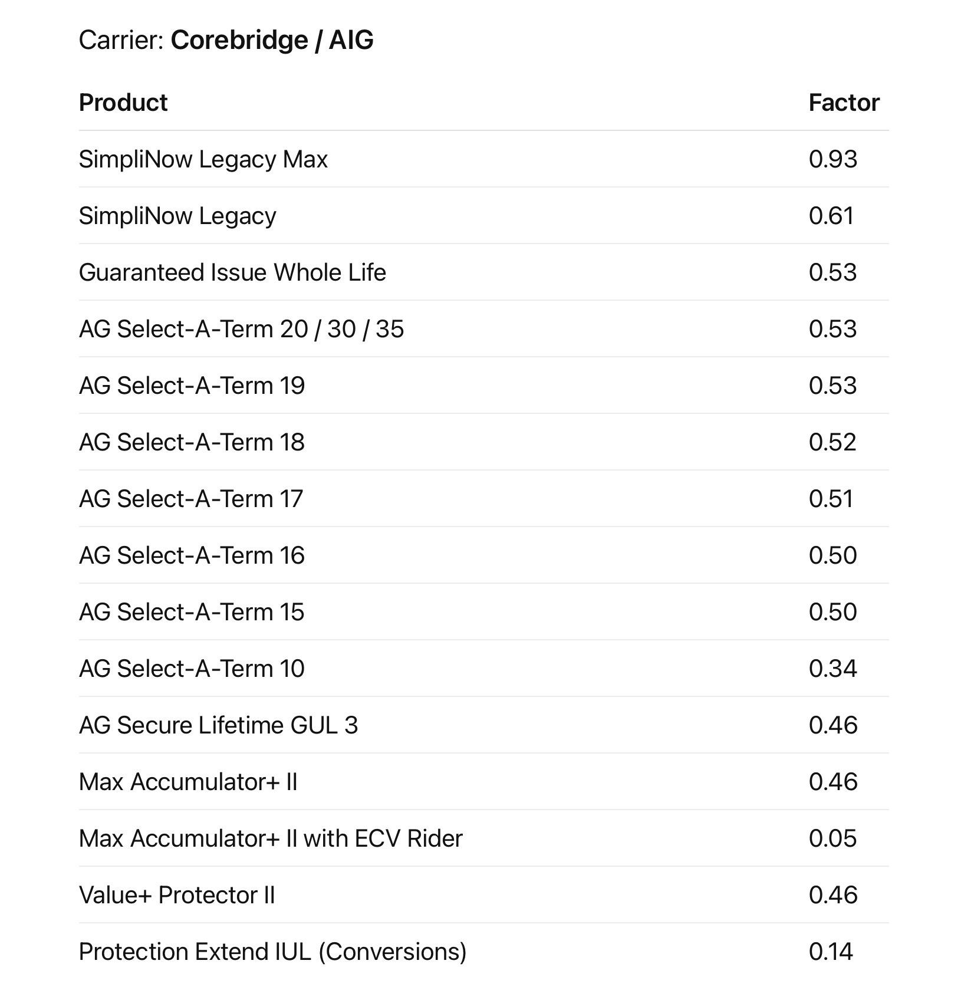 Carrier: Corebridge / AIG
Product Factor
SimpliNow Legacy Max 0.93
SimpliNow Legacy 0.61
Guaranteed Issue Whole Life 0.53
AG Select-A-Term 20 / 30 / 35 0.53
AG Select-A-Term 19 0.53
AG Select-A-Term 18 0.52
AG Select-A-Term 17 0.51
AG Select-A-Term 16 0.50
AG Select-A-Term 15 0.50
AG Select-A-Term 10 0.34
AG Secure Lifetime GUL 3 0.46
Max Accumulator+ II 0.46
Max Accumulator+ II with ECV Rider 0.05
Value+ Protector II 0.46
Protection Extend IUL (Conversions) 0.14